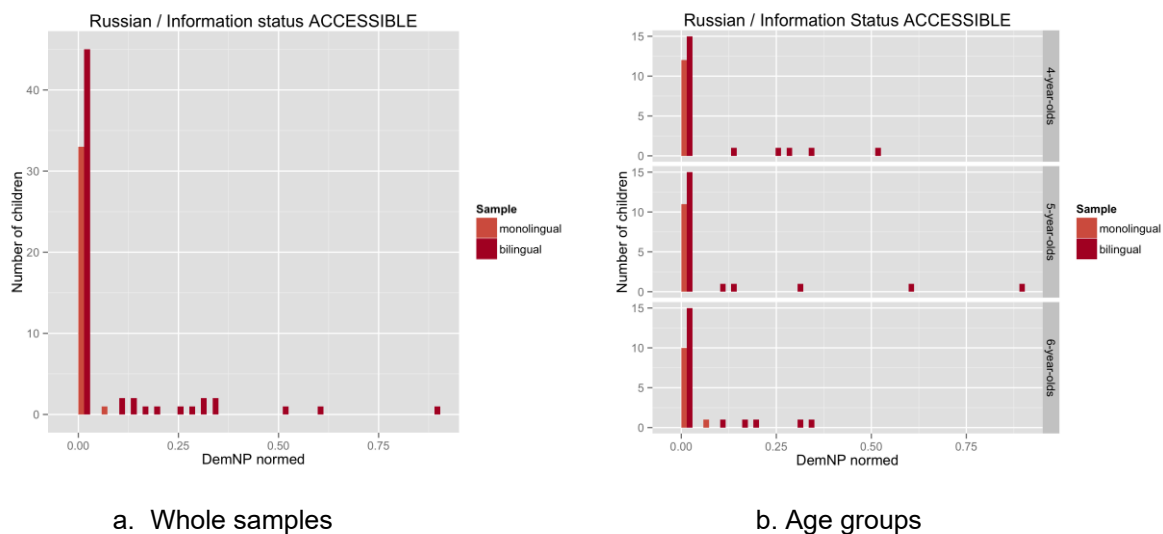 Russian / Information Status ACCESSIBLE
Number of children
40
30
20
10
0
0.00 0.25 0.50 0.75
DemNP normed
Sample
monolingual
bilingual
a. Whole samples
Russian / Information Status ACCESSIBLE
Number of children
15
10
5
0
4-year-olds
15
10
5
0
5-year-olds
15
10
5
0
6-year-olds
0.00 0.25 0.50 0.75
DemNP normed
Sample
monolingual
bilingual
b. Age groups